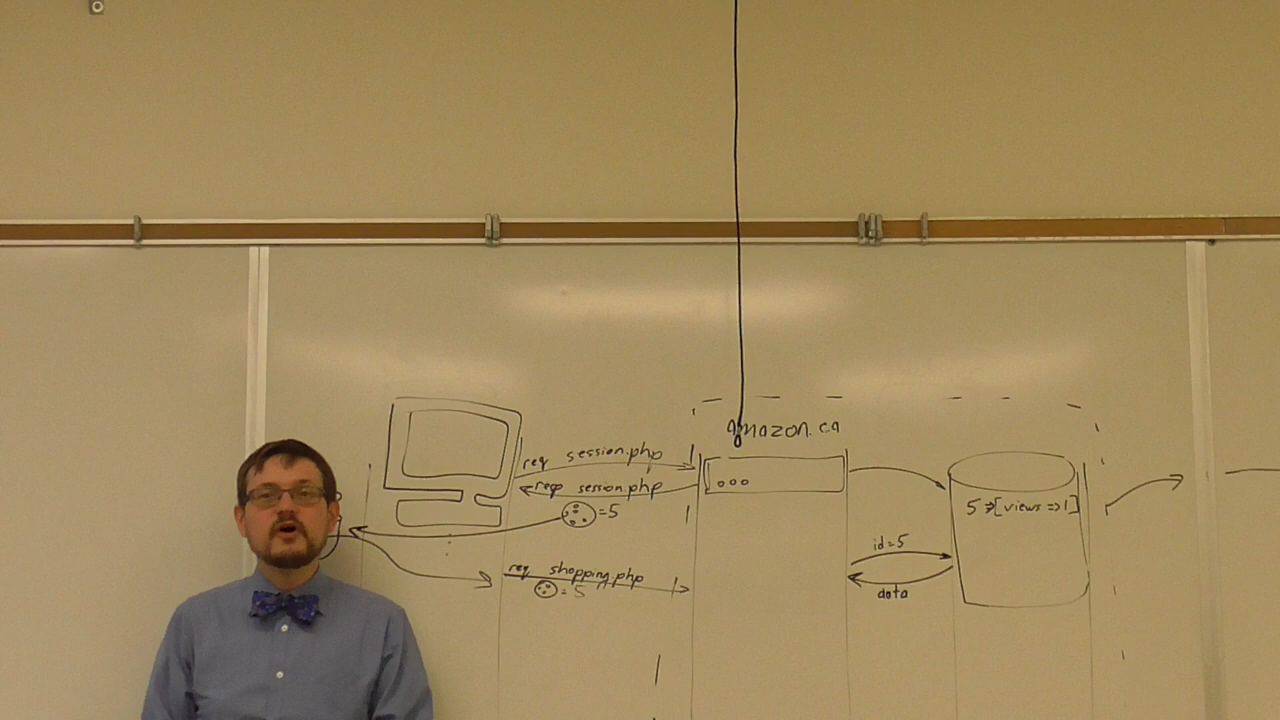 amazon.ca
req session.php
resp session.php
=5
5 => [views => 1]
id=5
req shopping.php
= 5
data